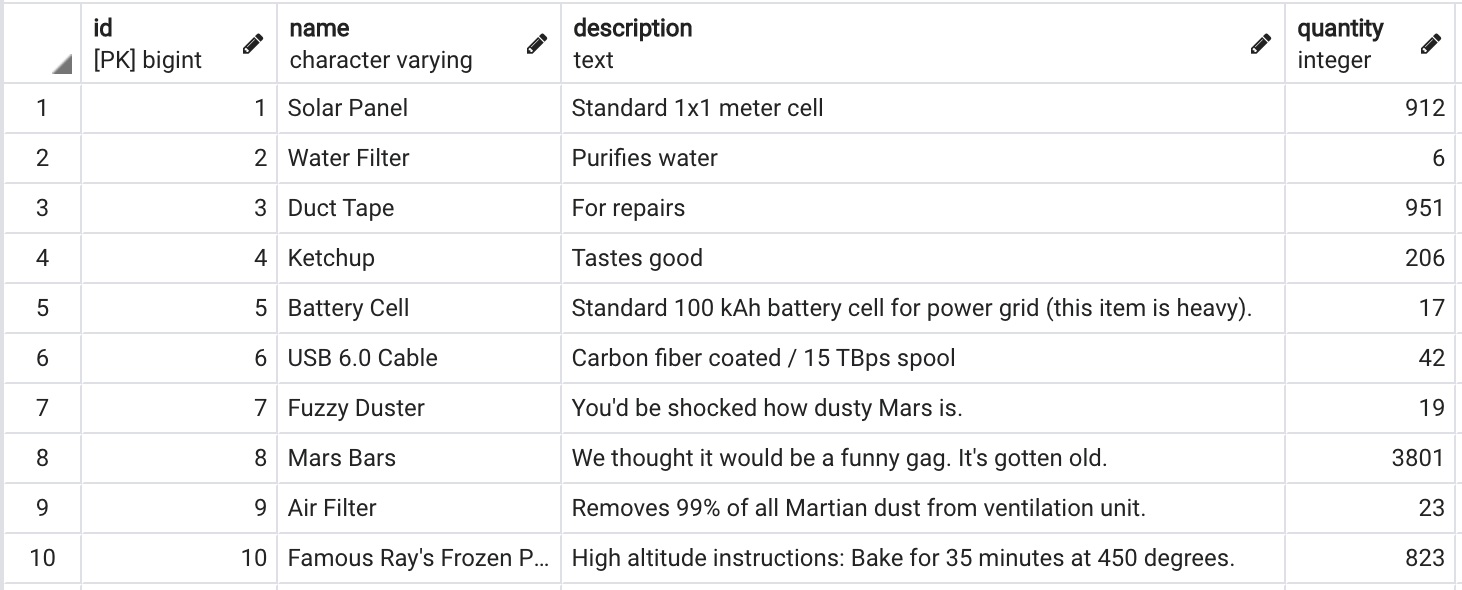 id name description quantity
[PK] bigint character varying text integer
1 1 Solar Panel Standard 1x1 meter cell 912
2 2 Water Filter Purifies water 6
3 3 Duct Tape For repairs 951
4 4 Ketchup Tastes good 206
5 5 Battery Cell Standard 100 kAh battery cell for power grid (this item is heavy). 17
6 6 USB 6.0 Cable Carbon fiber coated / 15 TBps spool 42
7 7 Fuzzy Duster You'd be shocked how dusty Mars is. 19
8 8 Mars Bars We thought it would be a funny gag. It's gotten old. 3801
9 9 Air Filter Removes 99% of all Martian dust from ventilation unit. 23
10 10 Famous Ray's Frozen P... High altitude instructions: Bake for 35 minutes at 450 degrees. 823